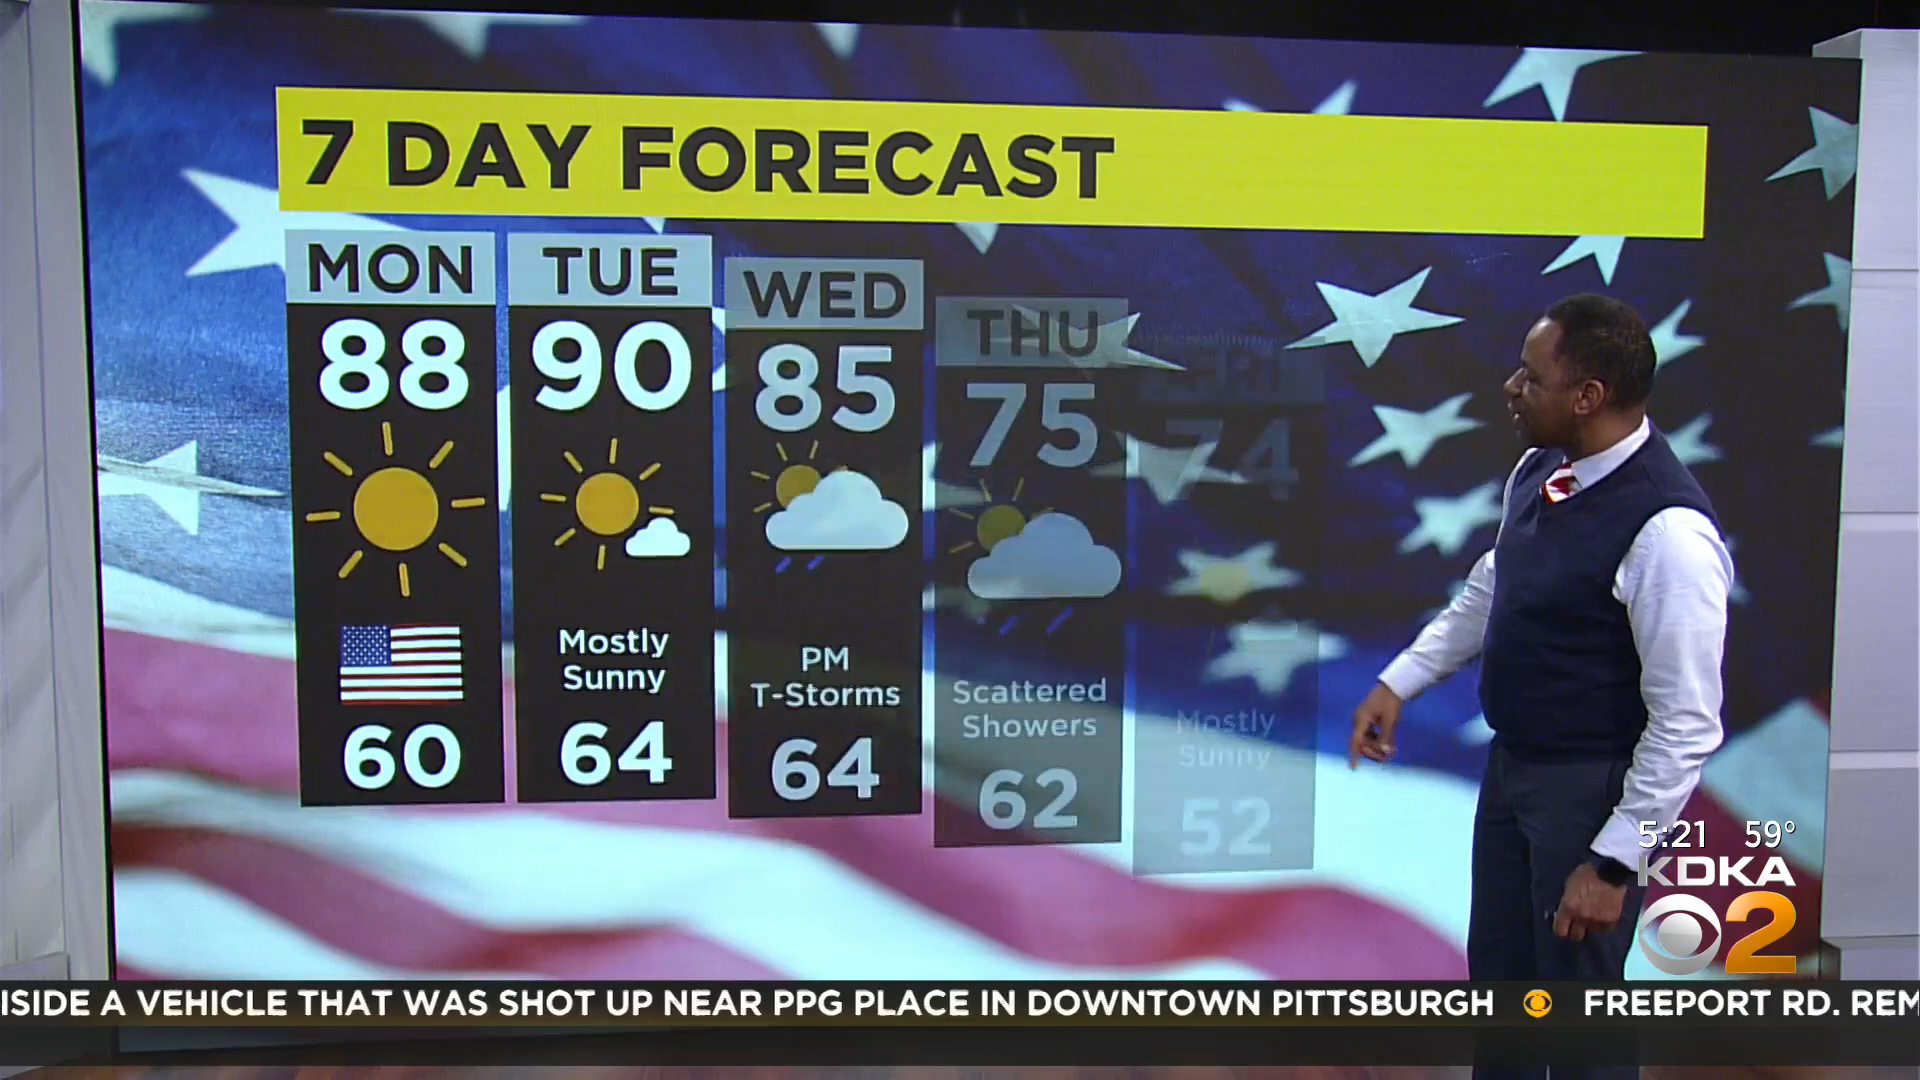 7 DAY FORECAST
MON
88
60
TUE
90
Mostly
Sunny
64
WED
85
PM
T-Storms
64
THU
75
Scattered
Showers
62
FRI
74
Mostly
Sunny
52
5:21 59°
KDKA
2
ISIDE A VEHICLE THAT WAS SHOT UP NEAR PPG PLACE IN DOWNTOWN PITTSBURGH FREEPORT RD. REM